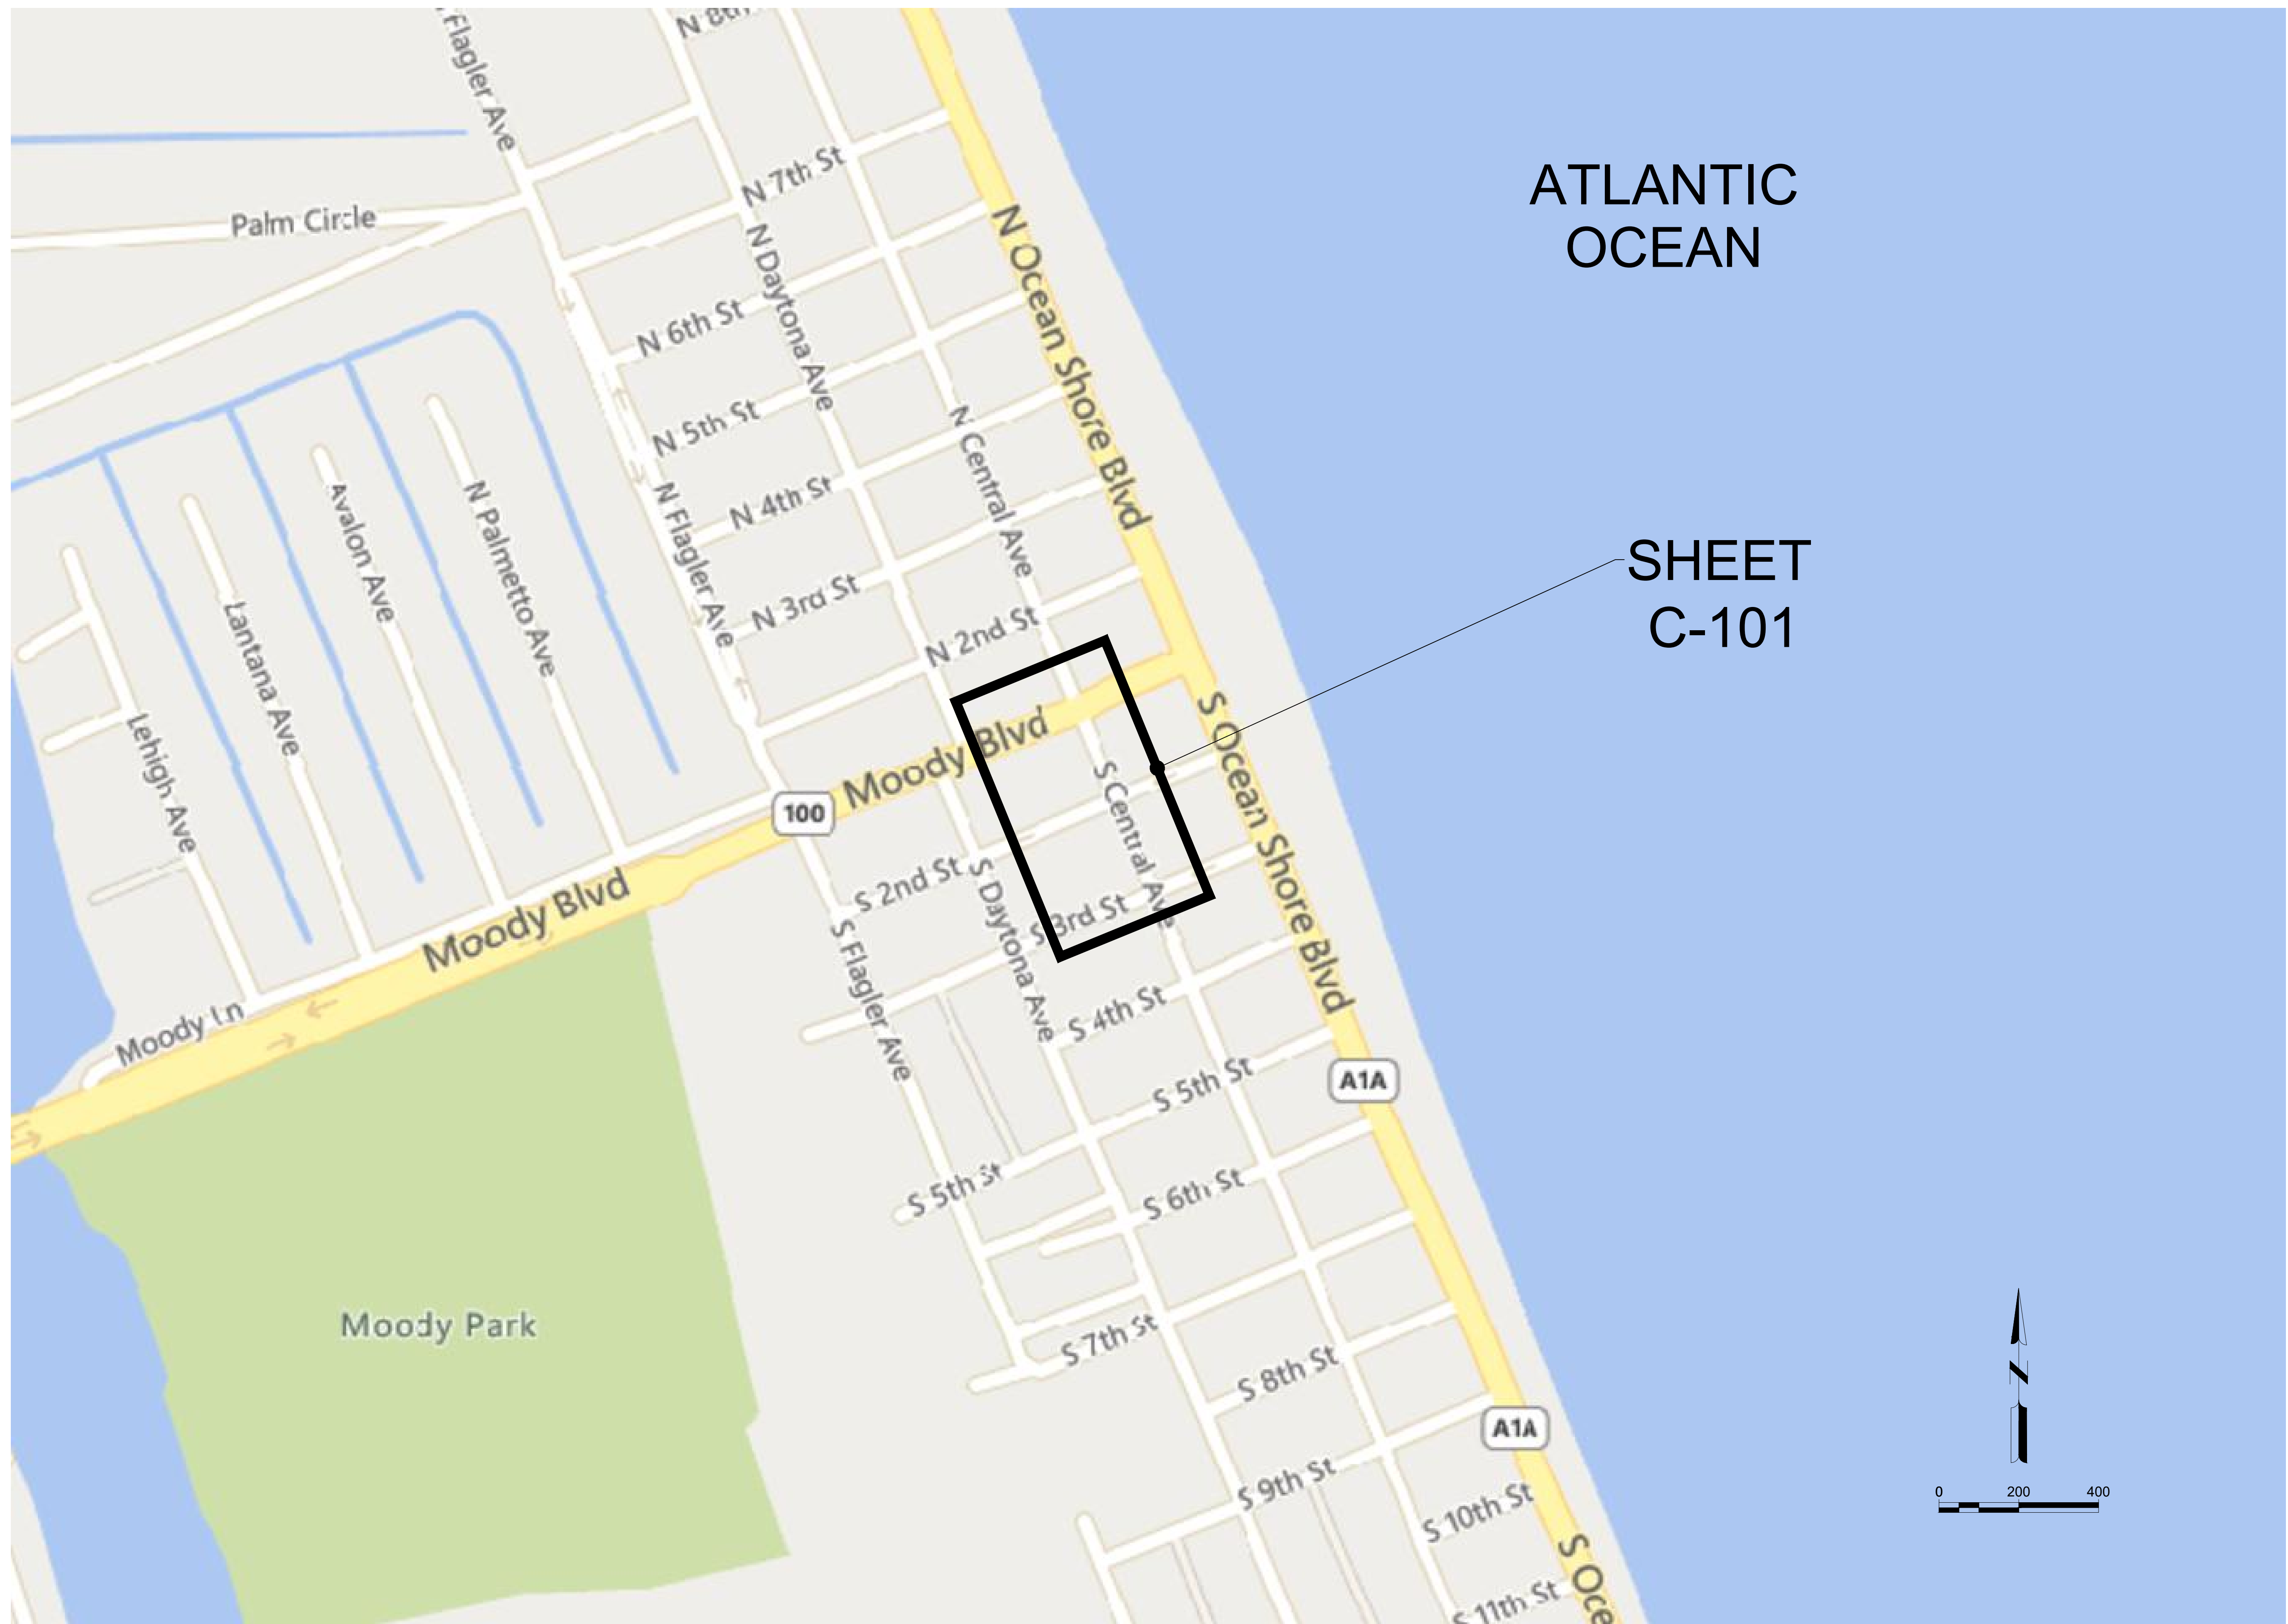 Flagler Ave
N 8th
N 7th St
Palm Circle
N Daytona Ave
N Ocean Shore Blvd
ATLANTIC
OCEAN
N 6th St
N 5th St
N Central Ave
N 4th St
N Flagler Ave
N Palmetto Ave
Avalon Ave
Lantana Ave
Lehigh Ave
N 3rd St
N 2nd St
SHEET
C-101
Moody Blvd
100
S Ocean Shore Blvd
S Central Ave
S 2nd St
S Daytona Ave
S 3rd St
Moody Blvd
S Flagler Ave
Moody Ln
S 4th St
S 5th St
A1A
S 5th St
S 6th St
Moody Park
S 7th St
S 8th St
A1A
S 9th St
S 10th St
S 11th St
S Oce
N
0 200 400